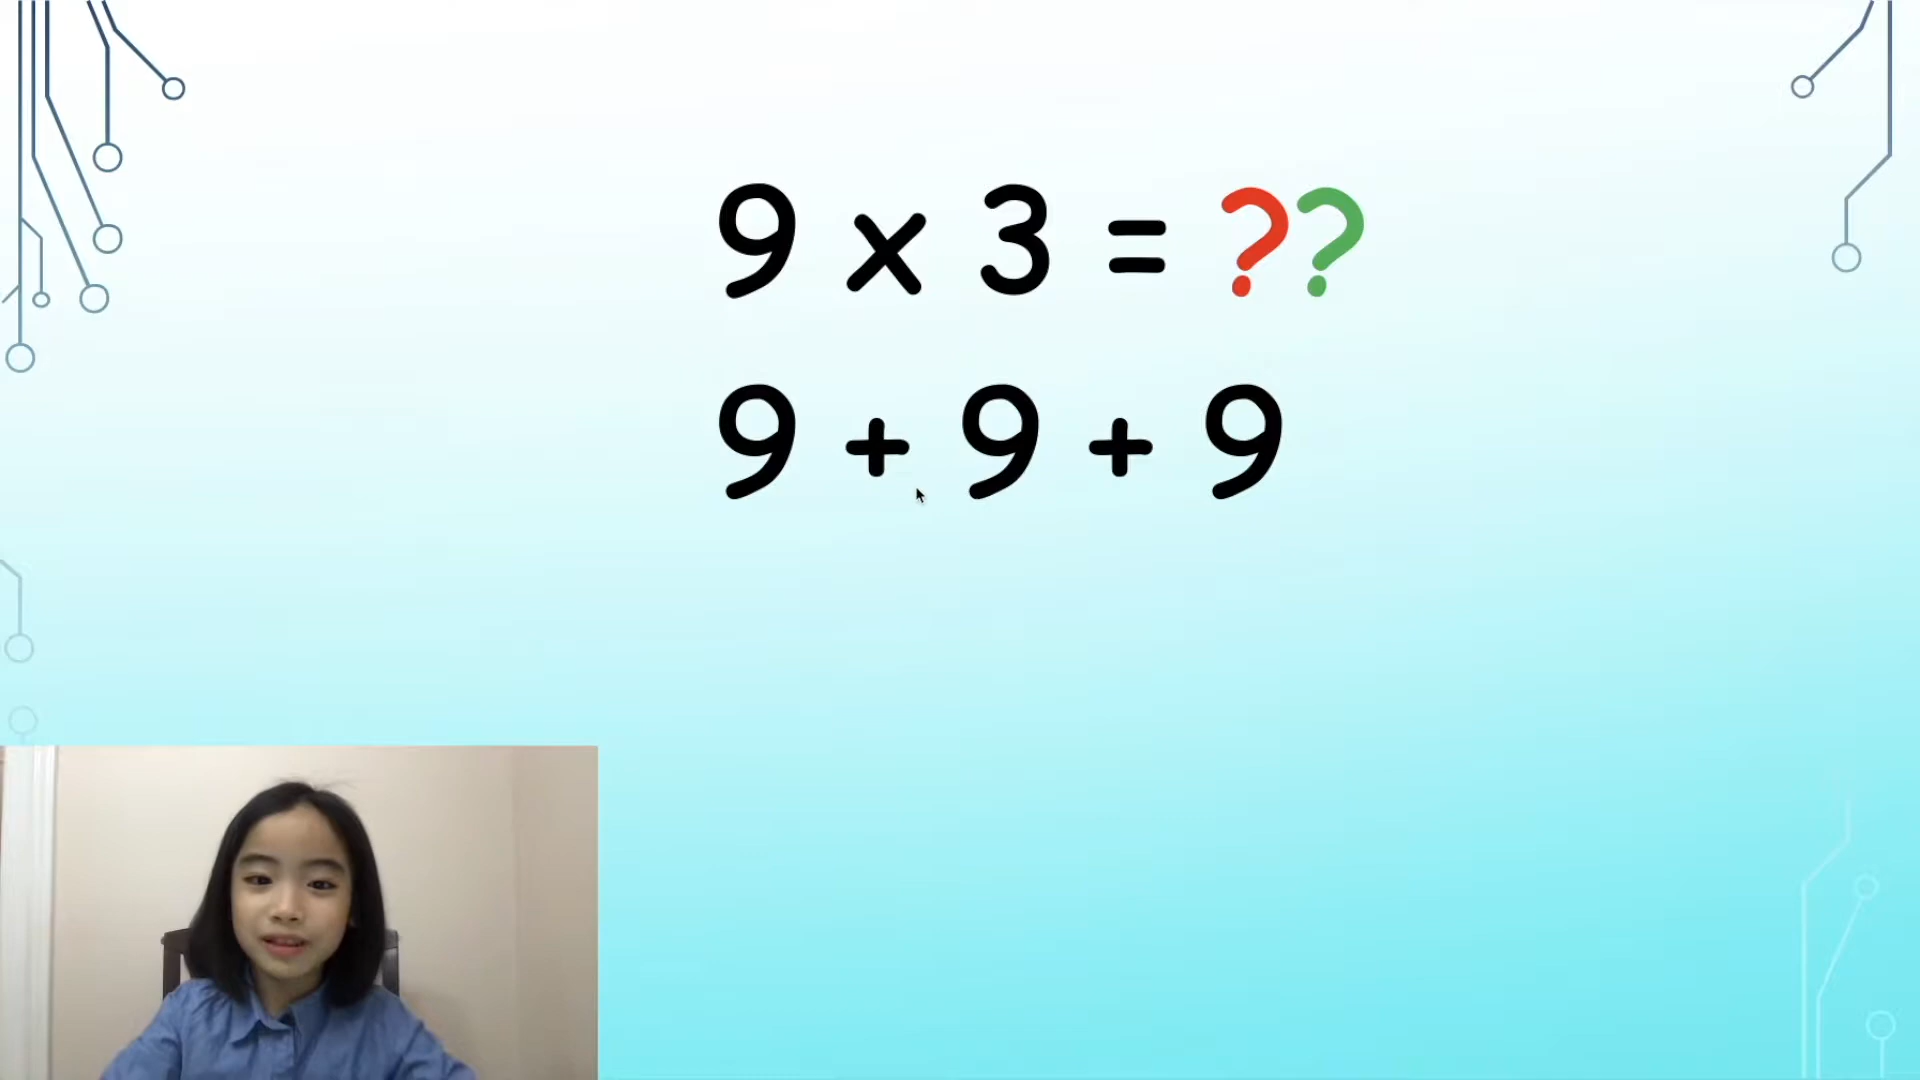 9 x 3 = ??
9 + 9 + 9